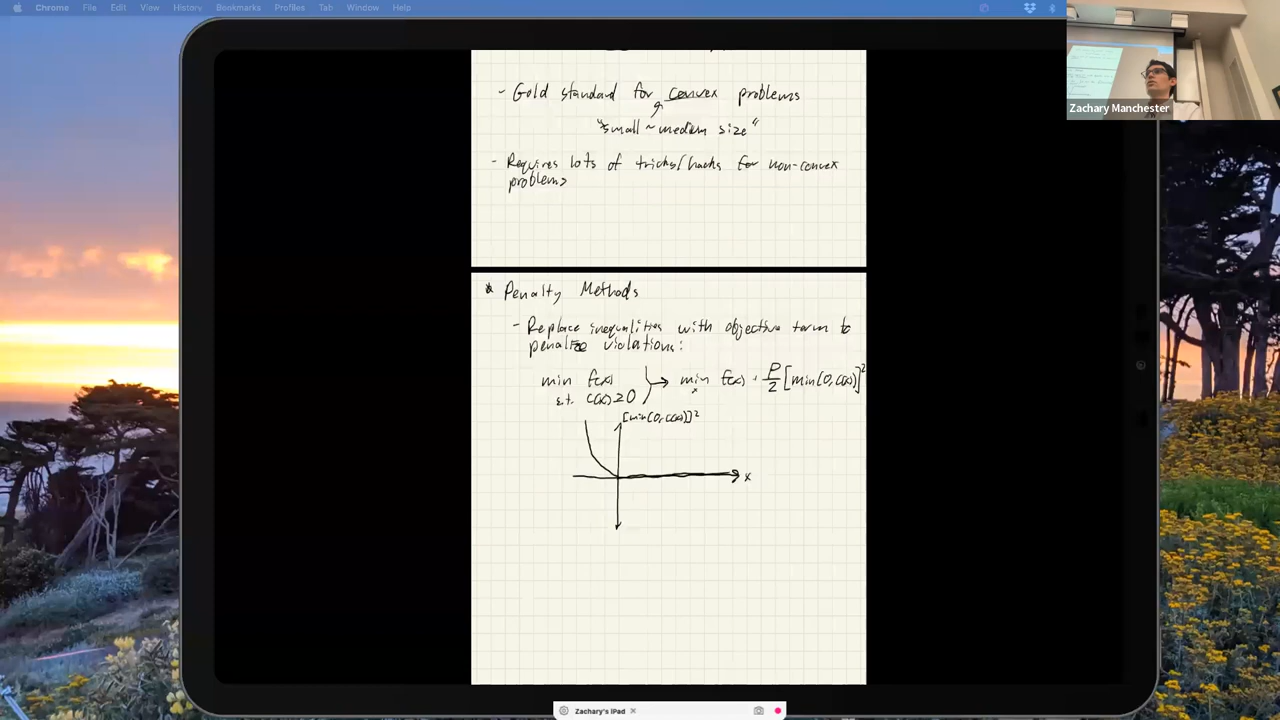 Chrome File Edit View History Bookmarks Profiles Tab Window Help
Zachary Manchester
- Gold standard for convex problems
"small ~ medium size"
- Requires lots of tricks/hacks for non-convex
problems
* Penalty Methods
- Replace inequalities with objective term to
penalize violations:
min f(x) → min f(x) + ρ/2 [min(0, c(x))]²
s.t. c(x) ≥ 0 x
[min(0, c(x))]²
x
Zachary's iPad